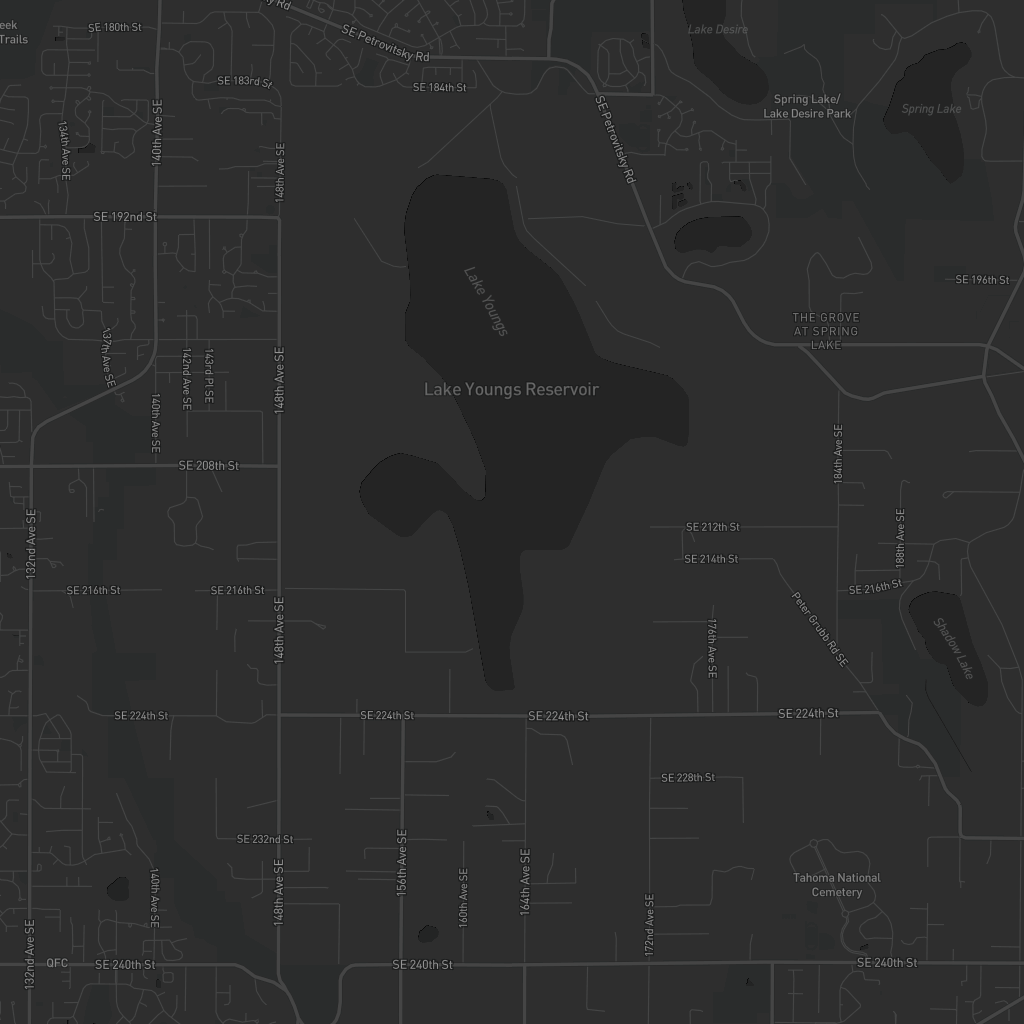 y Rd
SE 180th St
eek
Trails
SE Petrovitsky Rd
Lake Desire
SE 183rd St
SE 184th St
Spring Lake/
Lake Desire Park
Spring Lake
140th Ave SE
134th Ave SE
148th Ave SE
SE Petrovitsky Rd
SE 192nd St
SE 196th St
Lake Youngs
THE GROVE
AT SPRING
LAKE
137th Ave SE
142nd Ave SE
143rd Pl SE
148th Ave SE
Lake Youngs Reservoir
140th Ave SE
184th Ave SE
SE 208th St
132nd Ave SE
SE 212th St
188th Ave SE
SE 214th St
SE 216th St
SE 216th St
SE 216th St
148th Ave SE
Peter Grubb Rd SE
176th Ave SE
Shadow Lake
SE 224th St
SE 224th St
SE 224th St
SE 224th St
SE 228th St
SE 232nd St
156th Ave SE
148th Ave SE
140th Ave SE
160th Ave SE
164th Ave SE
172nd Ave SE
Tahoma National
Cemetery
132nd Ave SE
QFC
SE 240th St
SE 240th St
SE 240th St